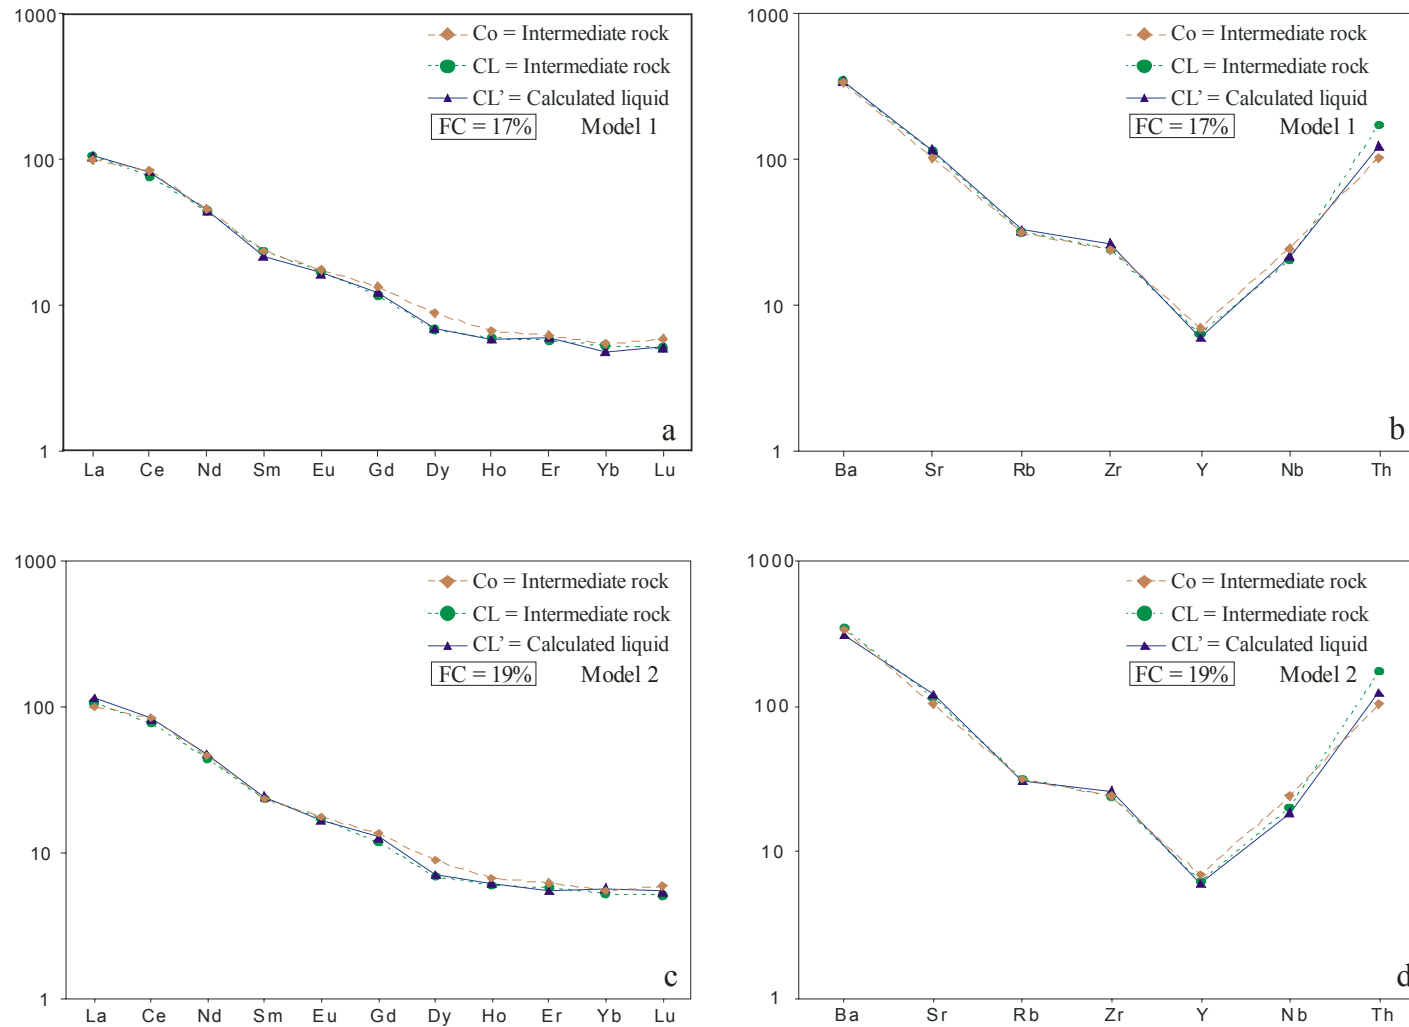 1000
100
10
1
Co = Intermediate rock
CL = Intermediate rock
CL’ = Calculated liquid
FC = 17% Model 1
a
La Ce Nd Sm Eu Gd Dy Ho Er Yb Lu
1000
100
10
1
Co = Intermediate rock
CL = Intermediate rock
CL’ = Calculated liquid
FC = 17% Model 1
b
Ba Sr Rb Zr Y Nb Th
1000
100
10
1
Co = Intermediate rock
CL = Intermediate rock
CL’ = Calculated liquid
FC = 19% Model 2
c
La Ce Nd Sm Eu Gd Dy Ho Er Yb Lu
1000
100
10
1
Co = Intermediate rock
CL = Intermediate rock
CL’ = Calculated liquid
FC = 19% Model 2
d
Ba Sr Rb Zr Y Nb Th